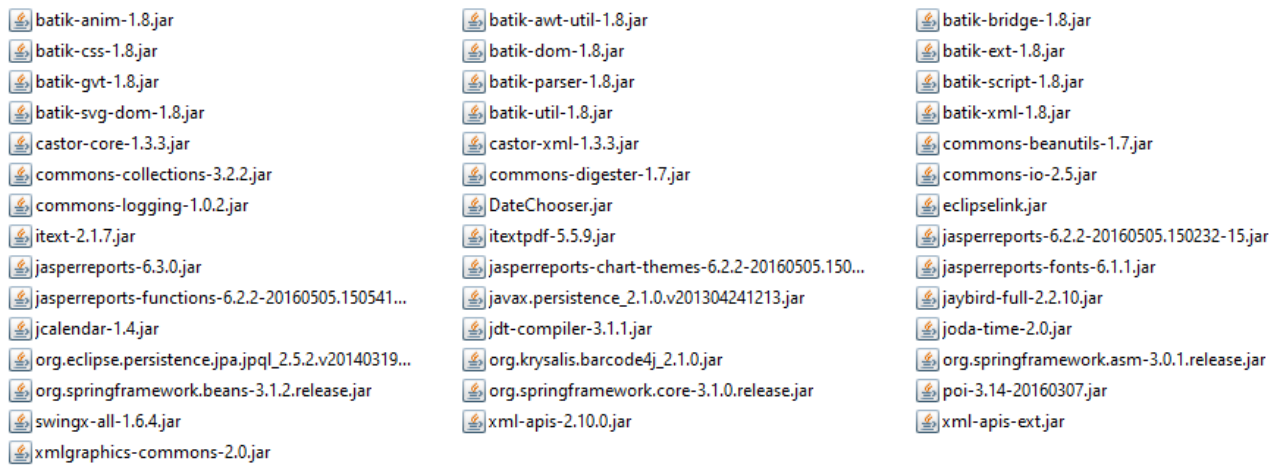 batik-anim-1.8.jar batik-awt-util-1.8.jar batik-bridge-1.8.jar
batik-css-1.8.jar batik-dom-1.8.jar batik-ext-1.8.jar
batik-gvt-1.8.jar batik-parser-1.8.jar batik-script-1.8.jar
batik-svg-dom-1.8.jar batik-util-1.8.jar batik-xml-1.8.jar
castor-core-1.3.3.jar castor-xml-1.3.3.jar commons-beanutils-1.7.jar
commons-collections-3.2.2.jar commons-digester-1.7.jar commons-io-2.5.jar
commons-logging-1.0.2.jar DateChooser.jar eclipselink.jar
itext-2.1.7.jar itextpdf-5.5.9.jar jasperreports-6.2.2-20160505.150232-15.jar
jasperreports-6.3.0.jar jasperreports-chart-themes-6.2.2-20160505.150... jasperreports-fonts-6.1.1.jar
jasperreports-functions-6.2.2-20160505.150541... javax.persistence_2.1.0.v201304241213.jar jaybird-full-2.2.10.jar
jcalendar-1.4.jar jdt-compiler-3.1.1.jar joda-time-2.0.jar
org.eclipse.persistence.jpa.jpql_2.5.2.v20140319... org.krysalis.barcode4j_2.1.0.jar org.springframework.asm-3.0.1.release.jar
org.springframework.beans-3.1.2.release.jar org.springframework.core-3.1.0.release.jar poi-3.14-20160307.jar
swingx-all-1.6.4.jar xml-apis-2.10.0.jar xml-apis-ext.jar
xmlgraphics-commons-2.0.jar